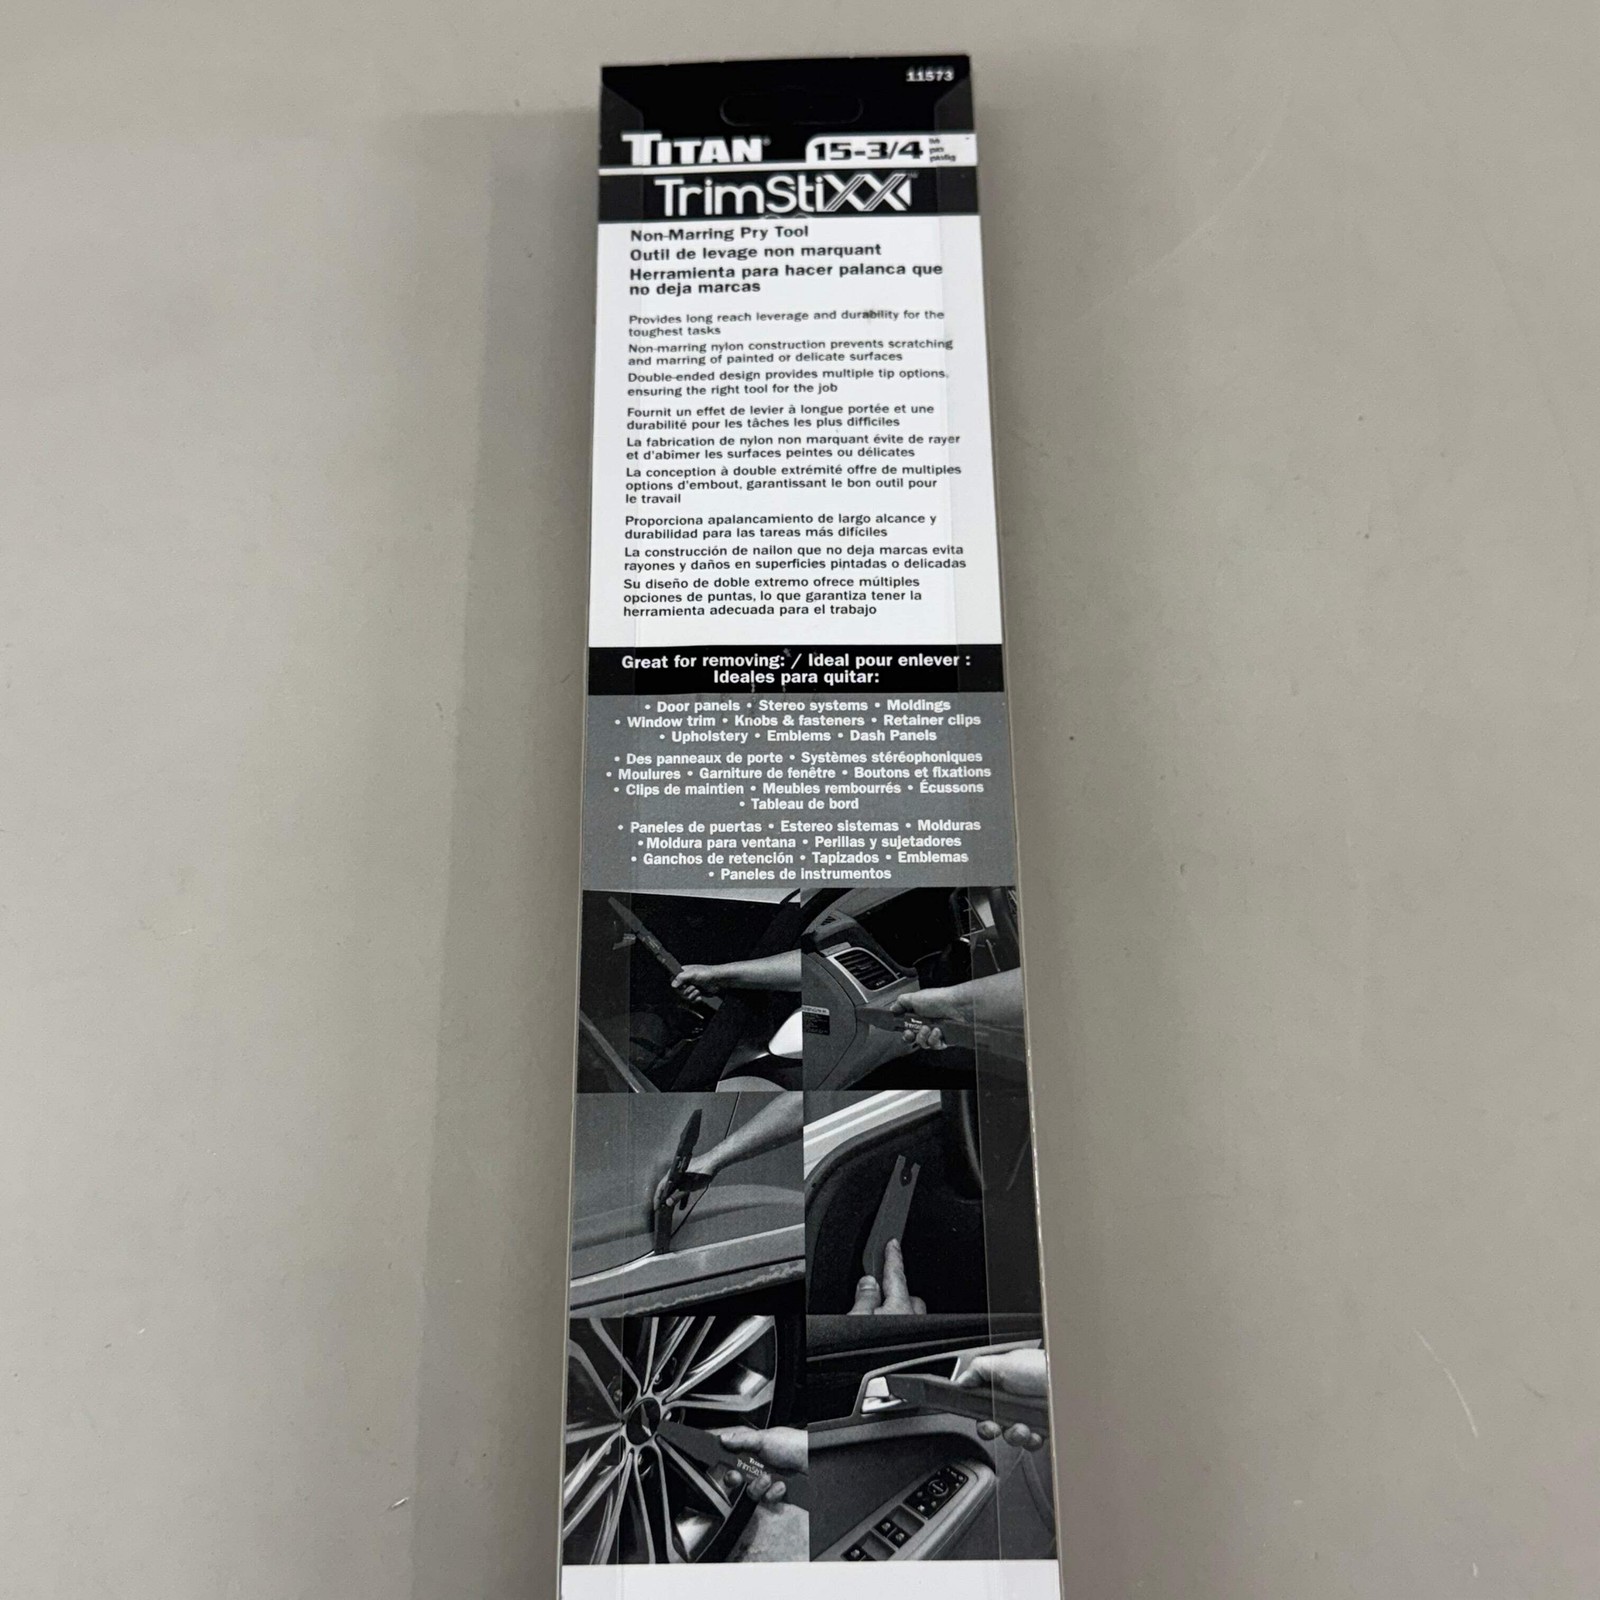 11573
TITAN® 15-3/4 in po pulg
TrimStiXX™
Non-Marring Pry Tool
Outil de levage non marquant
Herramienta para hacer palanca que
no deja marcas
Provides long reach leverage and durability for the
toughest tasks
Non-marring nylon construction prevents scratching
and marring of painted or delicate surfaces
Double-ended design provides multiple tip options,
ensuring the right tool for the job
Fournit un effet de levier à longue portée et une
durabilité pour les tâches les plus difficiles
La fabrication de nylon non marquant évite de rayer
et d'abîmer les surfaces peintes ou délicates
La conception à double extrémité offre de multiples
options d'embout, garantissant le bon outil pour
le travail
Proporciona apalancamiento de largo alcance y
durabilidad para las tareas más difíciles
La construcción de nailon que no deja marcas evita
rayones y daños en superficies pintadas o delicadas
Su diseño de doble extremo ofrece múltiples
opciones de puntas, lo que garantiza tener la
herramienta adecuada para el trabajo
Great for removing: / Ideal pour enlever :
Ideales para quitar:
• Door panels • Stereo systems • Moldings
• Window trim • Knobs & fasteners • Retainer clips
• Upholstery • Emblems • Dash Panels
• Des panneaux de porte • Systèmes stéréophoniques
• Moulures • Garniture de fenêtre • Boutons et fixations
• Clips de maintien • Meubles rembourrés • Écussons
• Tableau de bord
• Paneles de puertas • Estereo sistemas • Molduras
• Moldura para ventana • Perillas y sujetadores
• Ganchos de retención • Tapizados • Emblemas
• Paneles de instrumentos
TITAN
TrimStiXX